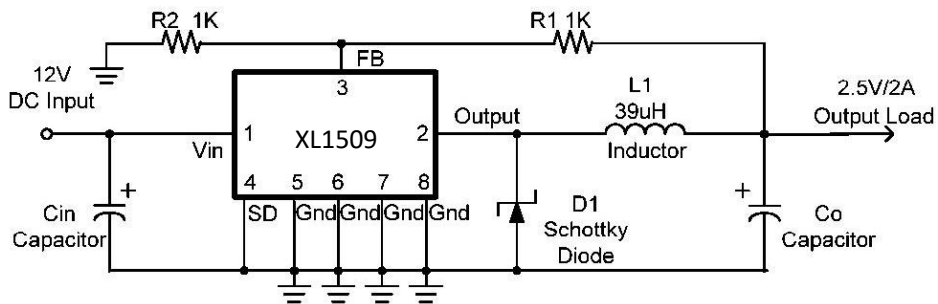 R2 1K
R1 1K
FB
3
12V
DC Input
Vin
1
XL1509
2
Output
L1
39uH
Inductor
2.5V/2A
Output Load
4 5 6 7 8
SD Gnd Gnd Gnd Gnd
+
Cin
Capacitor
D1
Schottky
Diode
+
Co
Capacitor